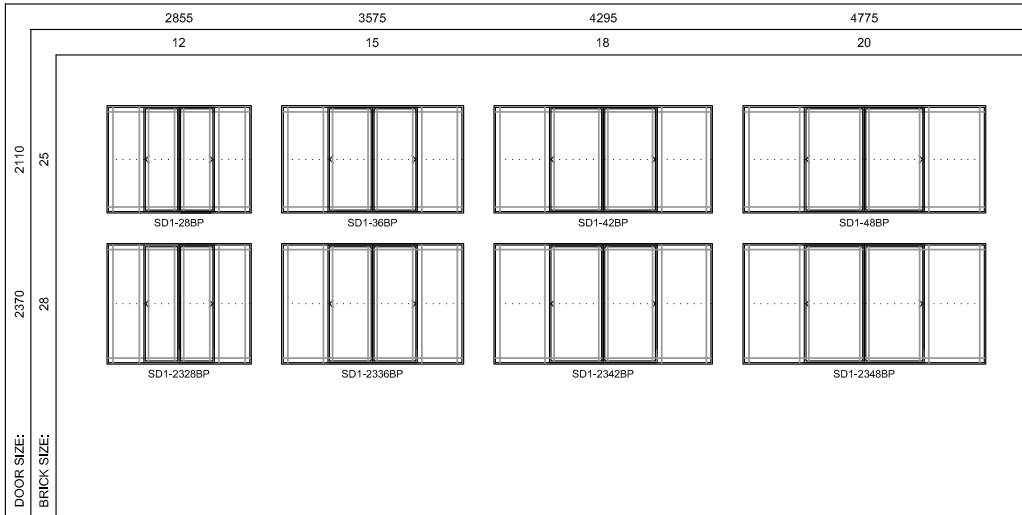 2855 3575 4295 4775
12 15 18 20
2110 25
SD1-28BP SD1-36BP SD1-42BP SD1-48BP
2370 28
SD1-2328BP SD1-2336BP SD1-2342BP SD1-2348BP
DOOR SIZE:
BRICK SIZE: